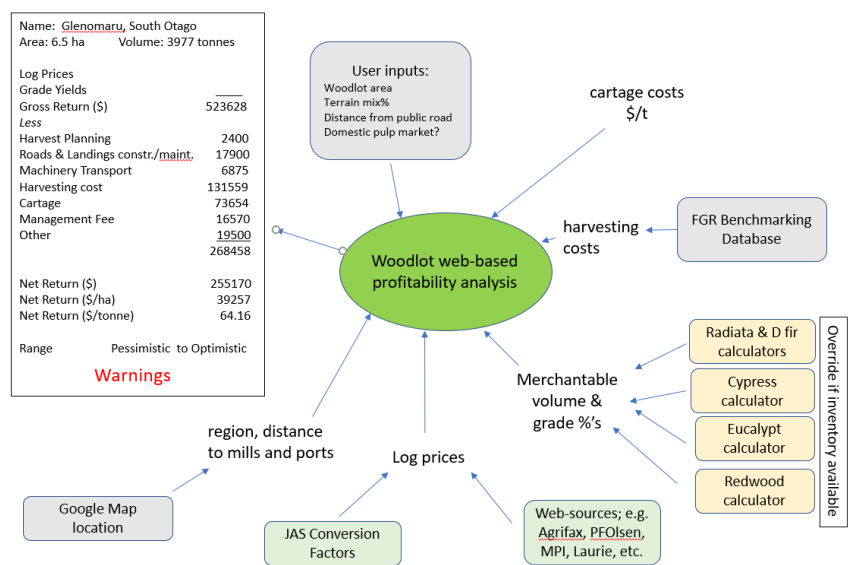 Name: Glenomaru, South Otago
Area: 6.5 ha Volume: 3977 tonnes
Log Prices
Grade Yields
Gross Return ($) 523628
Less
Harvest Planning 2400
Roads & Landings constr./maint. 17900
Machinery Transport 6875
Harvesting cost 131559
Cartage 73654
Management Fee 16570
Other 19500
268458
Net Return ($) 255170
Net Return ($/ha) 39257
Net Return ($/tonne) 64.16
Range Pessimistic to Optimistic
Warnings
User inputs:
Woodlot area
Terrain mix%
Distance from public road
Domestic pulp market?
cartage costs
$/t
harvesting
costs
FGR Benchmarking
Database
Woodlot web-based
profitability analysis
Radiata & D fir
calculators
Cypress
calculator
Eucalypt
calculator
Redwood
calculator
Override if inventory available
Merchantable
volume &
grade %'s
region, distance
to mills and ports
Log prices
Google Map
location
JAS Conversion
Factors
Web-sources; e.g.
Agrifax, PFOlsen,
MPI, Laurie, etc.